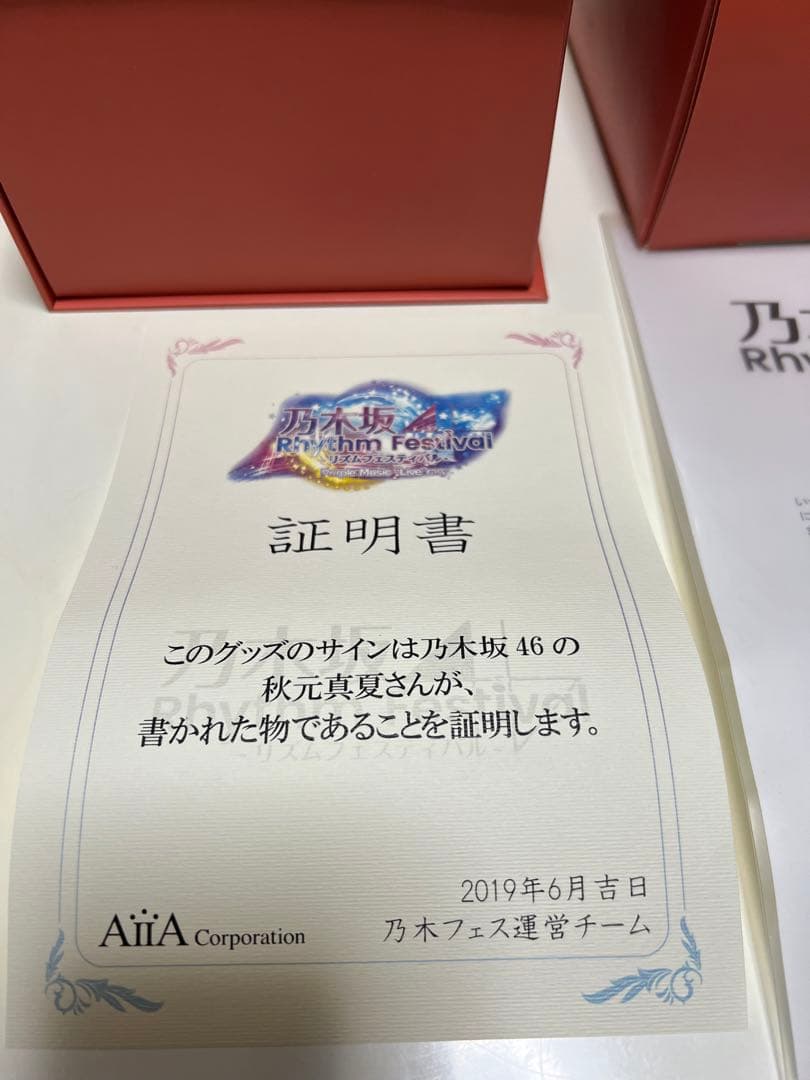 乃木坂46
Rhythm Festival
リズムフェスティバル
証明書
このグッズのサインは乃木坂46の
秋元真夏さんが、
書かれた物であることを証明します。
2019年6月吉日
AiiA Corporation
乃木フェス運営チーム
乃
Rhy
い
に